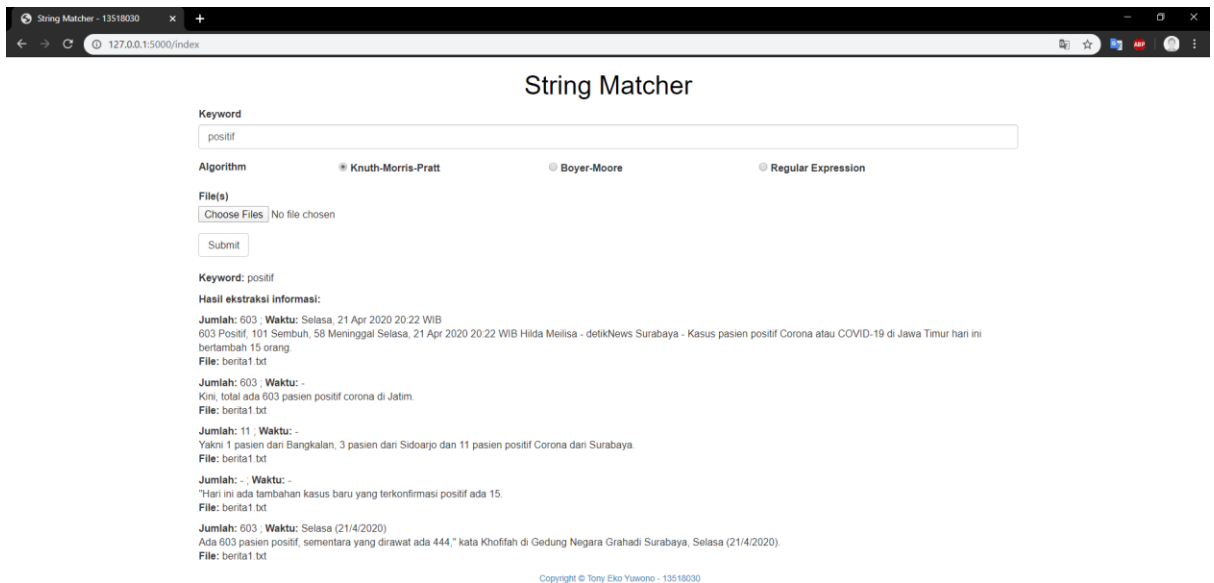 String Matcher - 13518030
127.0.0.1:5000/index
ABP
String Matcher
Keyword
positif
Algorithm Knuth-Morris-Pratt Boyer-Moore Regular Expression
File(s)
Choose Files No file chosen
Submit
Keyword: positif
Hasil ekstraksi informasi:
Jumlah: 603 ; Waktu: Selasa, 21 Apr 2020 20:22 WIB
603 Positif, 101 Sembuh, 58 Meninggal Selasa, 21 Apr 2020 20:22 WIB Hilda Meilisa - detikNews Surabaya - Kasus pasien positif Corona atau COVID-19 di Jawa Timur hari ini
bertambah 15 orang.
File: berita1.txt
Jumlah: 603 ; Waktu: -
Kini, total ada 603 pasien positif corona di Jatim.
File: berita1.txt
Jumlah: 11 ; Waktu: -
Yakni 1 pasien dari Bangkalan, 3 pasien dari Sidoarjo dan 11 pasien positif Corona dari Surabaya.
File: berita1.txt
Jumlah: - ; Waktu: -
"Hari ini ada tambahan kasus baru yang terkonfirmasi positif ada 15.
File: berita1.txt
Jumlah: 603 ; Waktu: Selasa (21/4/2020)
Ada 603 pasien positif, sementara yang dirawat ada 444," kata Khofifah di Gedung Negara Grahadi Surabaya, Selasa (21/4/2020).
File: berita1.txt
Copyright © Tony Eko Yuwono - 13518030